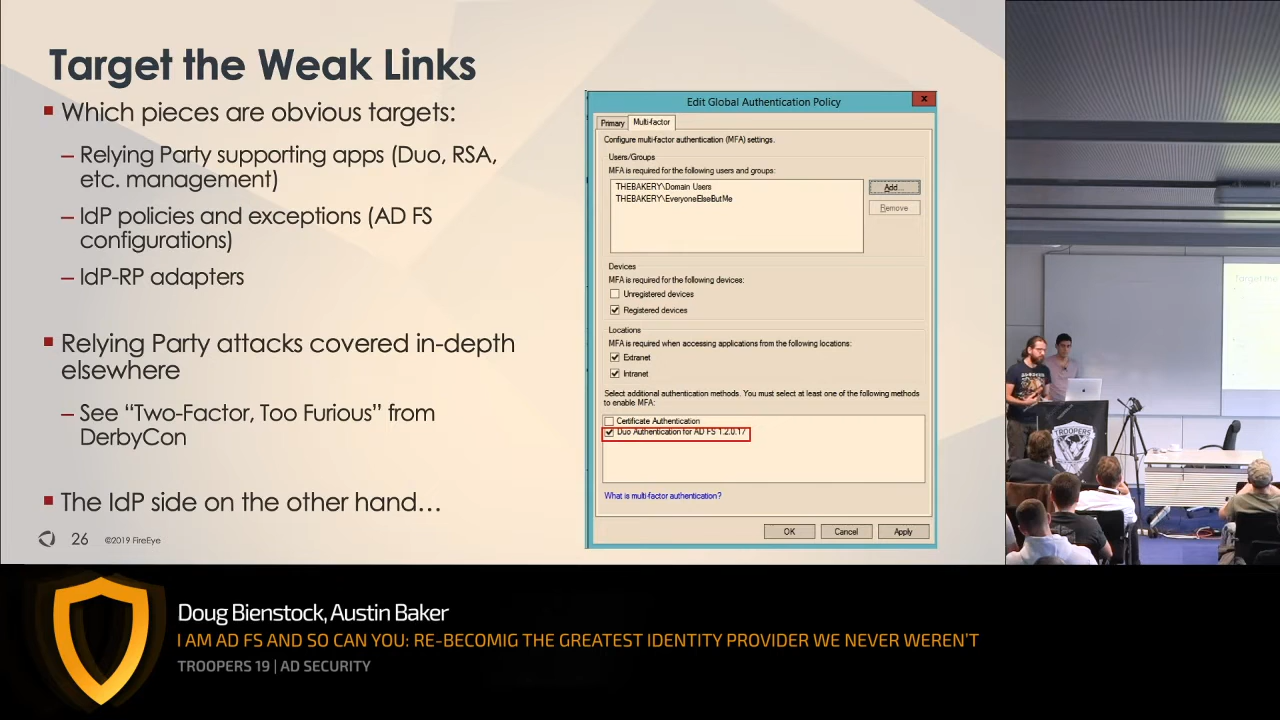 Target the Weak Links
▪ Which pieces are obvious targets:
– Relying Party supporting apps (Duo, RSA,
etc. management)
– IdP policies and exceptions (AD FS
configurations)
– IdP-RP adapters
▪ Relying Party attacks covered in-depth
elsewhere
– See “Two-Factor, Too Furious” from
DerbyCon
▪ The IdP side on the other hand…
26 ©2019 FireEye
Edit Global Authentication Policy
x
Primary Multi-factor
Configure multi-factor authentication (MFA) settings.
Users/Groups
MFA is required for the following users and groups:
THEBAKERY\Domain Users
THEBAKERY\EveryoneElseButMe
Add...
Remove
Devices
MFA is required for the following devices:
Unregistered devices
Registered devices
Locations
MFA is required when accessing applications from the following locations:
Extranet
Intranet
Select additional authentication methods. You must select at least one of the following methods
to enable MFA:
Certificate Authentication
Duo Authentication for AD FS 1.2.0.17
What is multi-factor authentication?
OK Cancel Apply
Target the
TROOPERS
Doug Bienstock, Austin Baker
I AM AD FS AND SO CAN YOU: RE-BECOMIG THE GREATEST IDENTITY PROVIDER WE NEVER WEREN'T
TROOPERS 19 | AD SECURITY